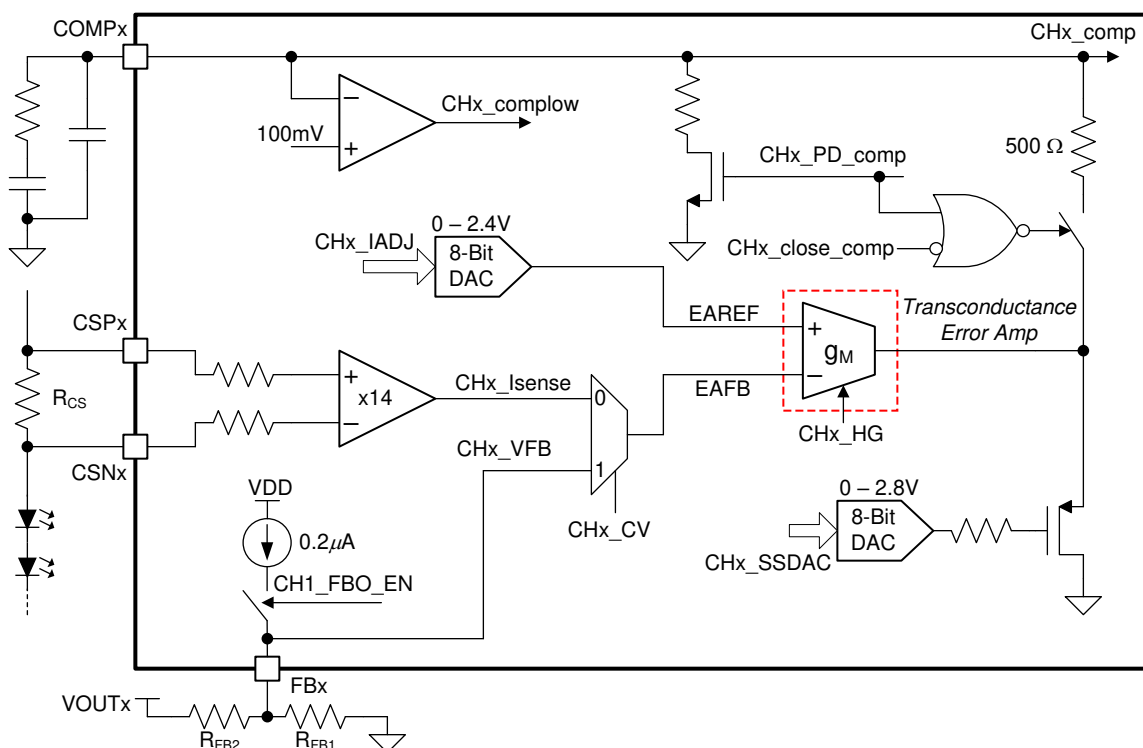 COMPx
CHx_comp
CHx_complow
100mV
−
+
500 Ω
CHx_PD_comp
CHx_close_comp
0 – 2.4V
CHx_IADJ
8-Bit
DAC
Transconductance
Error Amp
EAREF
+
gM
−
EAFB
CHx_HG
CSPx
RCS
CSNx
+
x14
−
CHx_Isense
0
CHx_VFB
1
CHx_CV
VDD
0.2µA
CH1_FBO_EN
0 – 2.8V
8-Bit
DAC
CHx_SSDAC
FBx
VOUTx
RFB2
RFB1